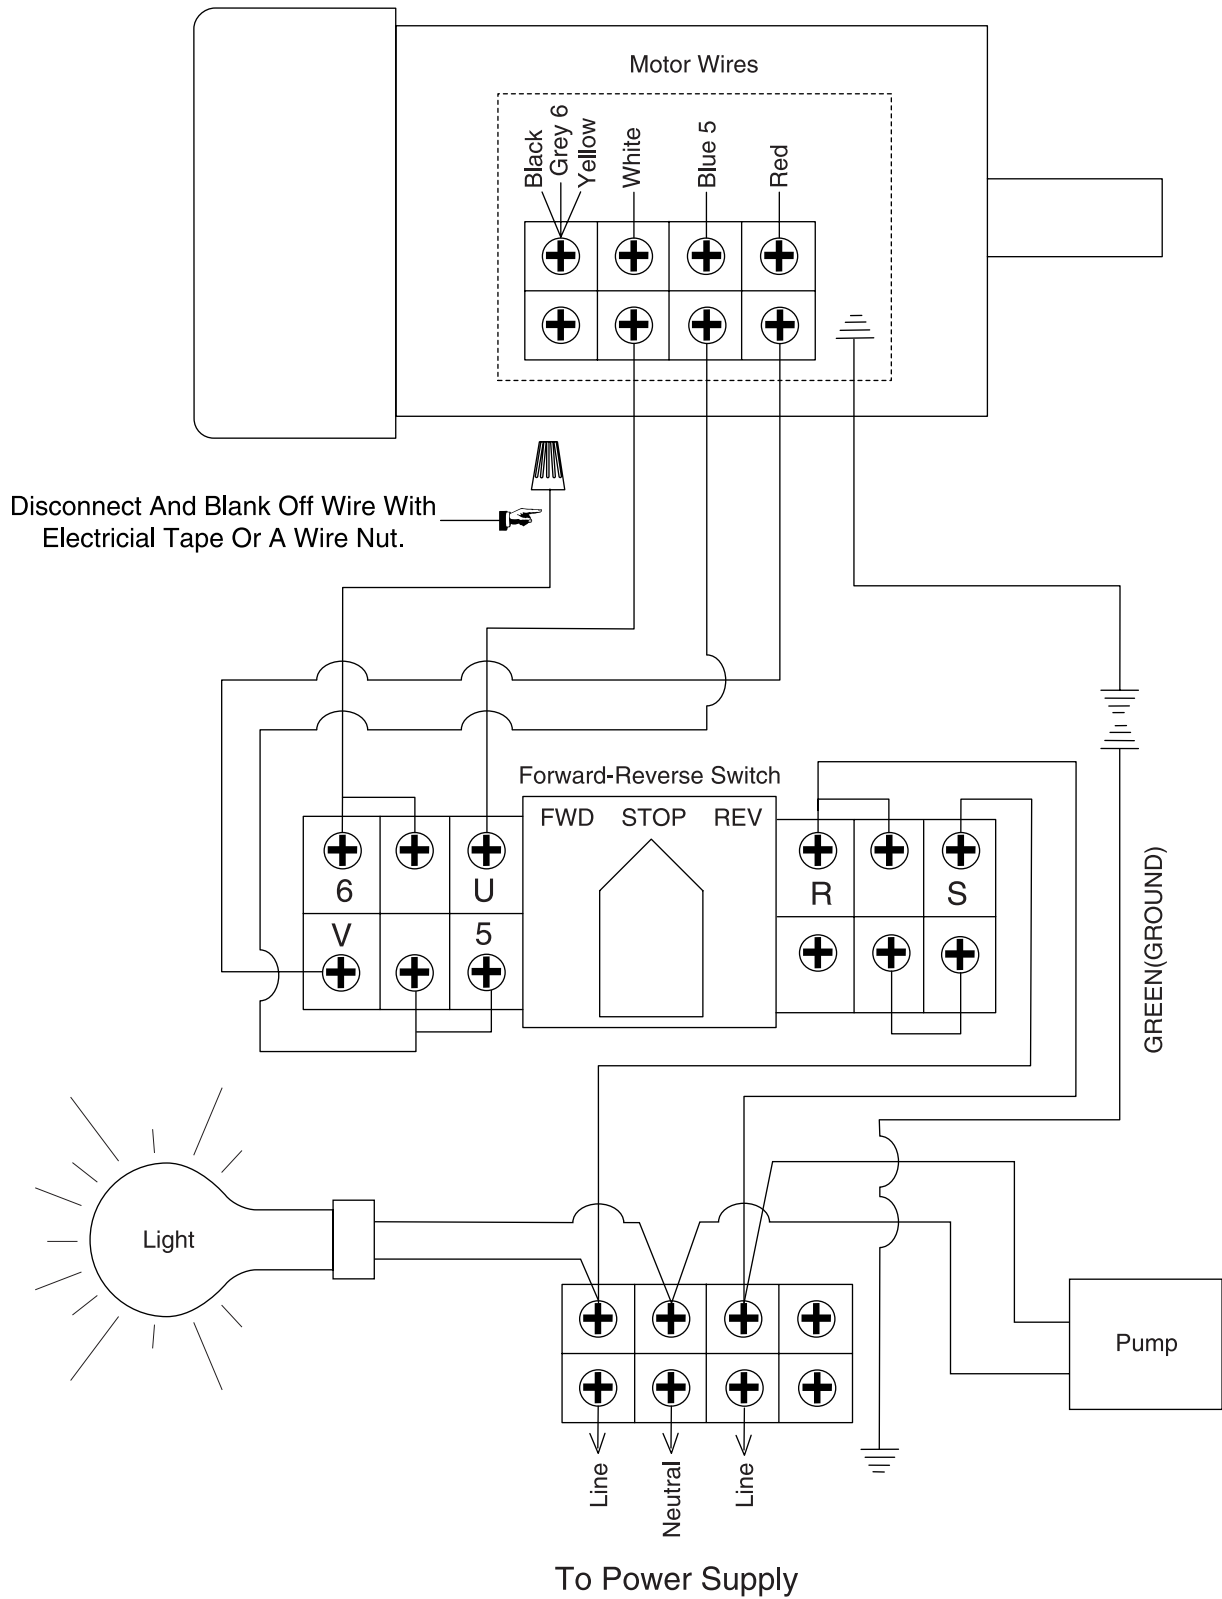 Motor Wires
Black
Grey 6
Yellow
White
Blue 5
Red
Disconnect And Blank Off Wire With
Electricial Tape Or A Wire Nut.
Forward-Reverse Switch
FWD STOP REV
6 U
V 5
R S
GREEN(GROUND)
Light
Pump
Line
Neutral
Line
To Power Supply